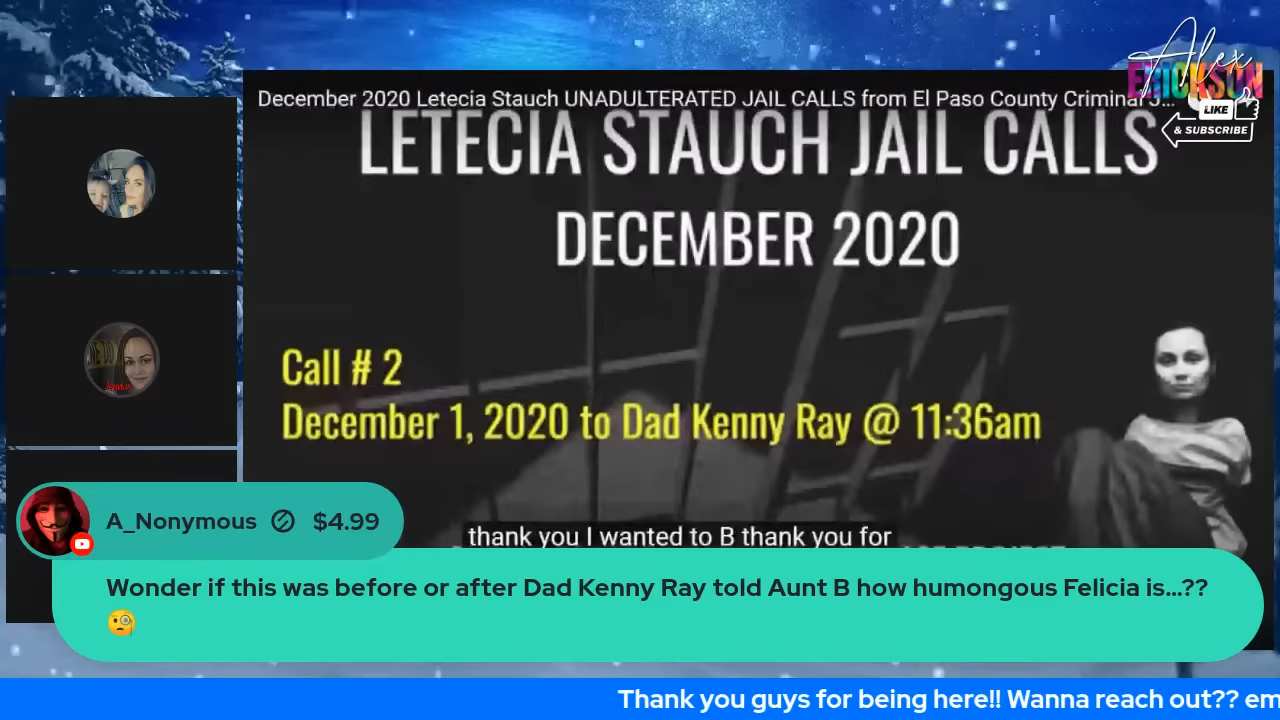 Alex
ERICKSON
LIKE
& SUBSCRIBE
December 2020 Letecia Stauch UNADULTERATED JAIL CALLS from El Paso County Criminal J...
LETECIA STAUCH JAIL CALLS
DECEMBER 2020
Call # 2
December 1, 2020 to Dad Kenny Ray @ 11:36am
thank you I wanted to B thank you for
A_Nonymous $4.99
Wonder if this was before or after Dad Kenny Ray told Aunt B how humongous Felicia is...??
🧐
Thank you guys for being here!! Wanna reach out?? em